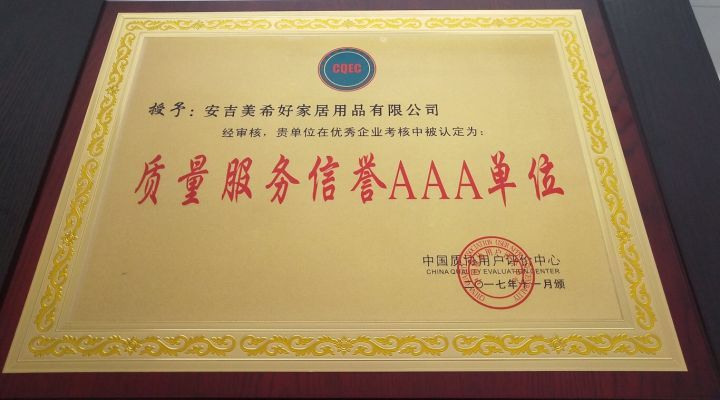 CQEC
授予：安吉美希好家居用品有限公司
经审核，贵单位在优秀企业考核中被认定为：
质量服务信誉AAA单位
中国质协用户评价中心
CHINA QUALITY EVALUATION CENTER
二〇一七年十一月颁